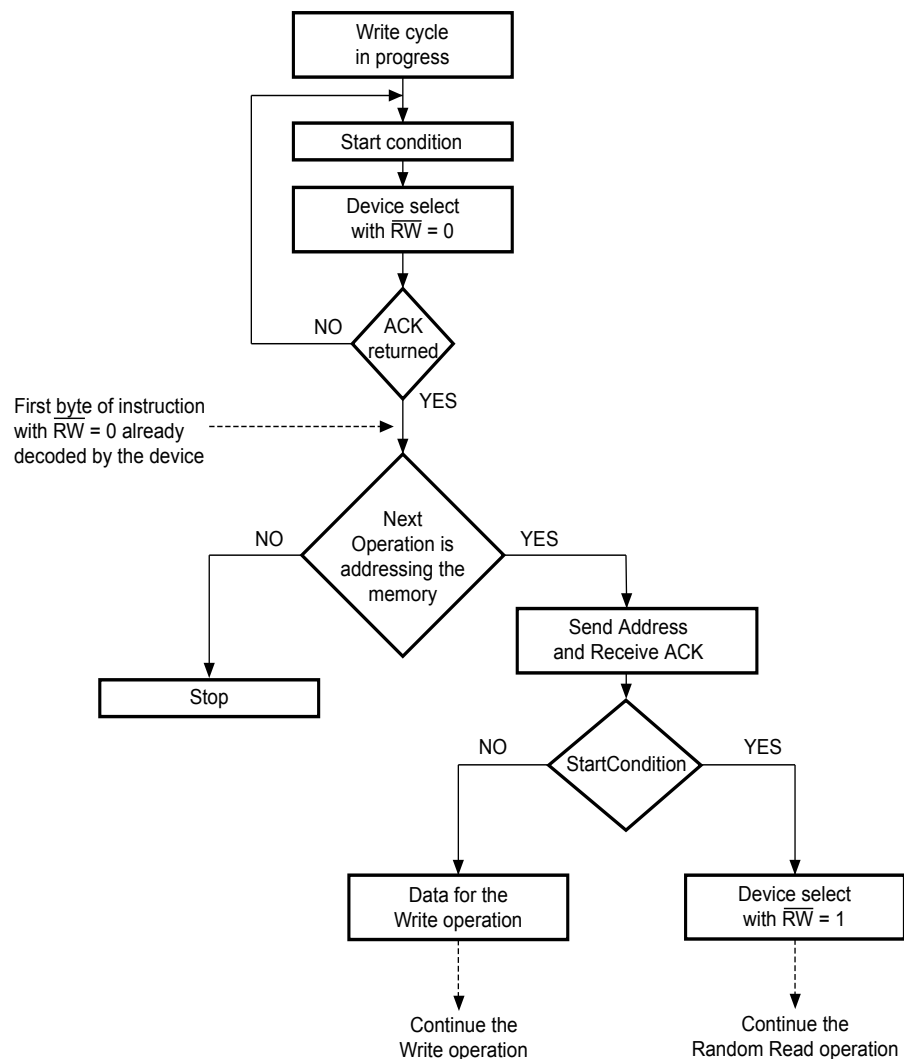 Write cycle
in progress
Start condition
Device select
with R̅W̅ = 0
NO
ACK
returned
YES
First byte of instruction
with R̅W̅ = 0 already
decoded by the device
NO
Next
Operation is
addressing the
memory
YES
Send Address
and Receive ACK
Stop
NO
StartCondition
YES
Data for the
Write operation
Device select
with R̅W̅ = 1
Continue the
Write operation
Continue the
Random Read operation